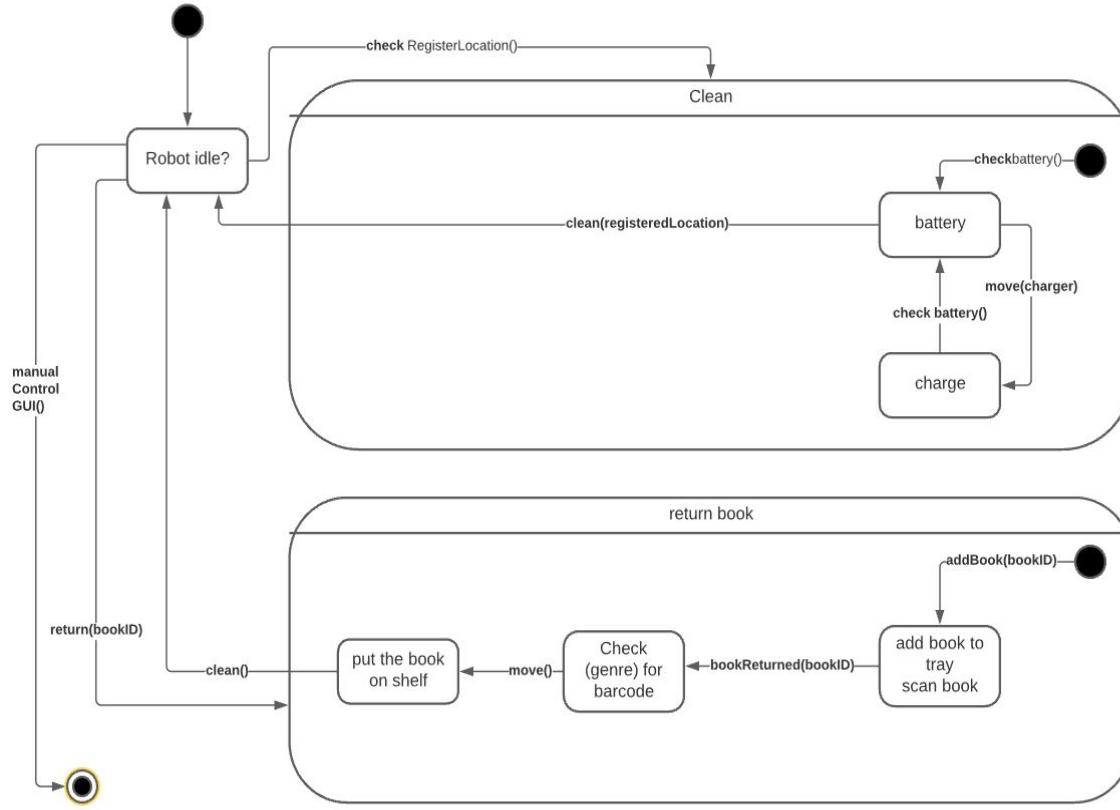 check RegisterLocation()
Clean
Robot idle?
checkbattery()
battery
clean(registeredLocation)
move(charger)
check battery()
charge
manual
Control
GUI()
return book
addBook(bookID)
return(bookID)
add book to
tray
scan book
bookReturned(bookID)
Check
(genre) for
barcode
move()
put the book
on shelf
clean()